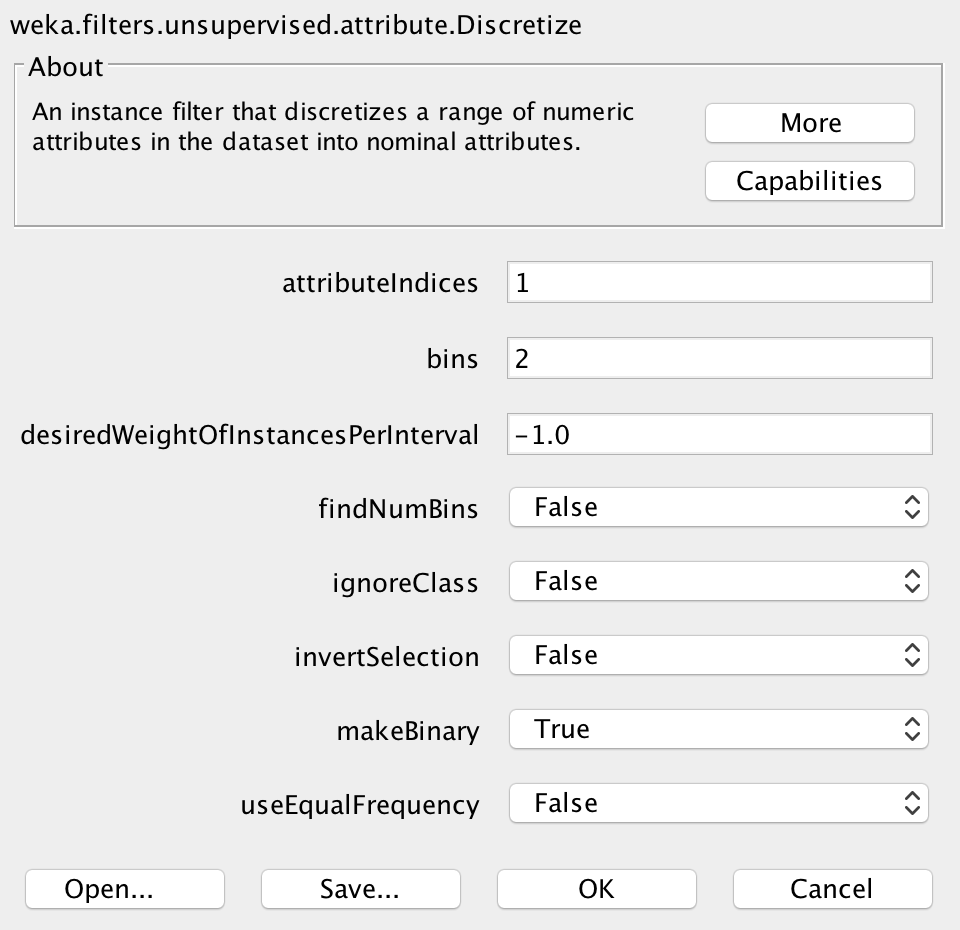 weka.filters.unsupervised.attribute.Discretize
About
An instance filter that discretizes a range of numeric
attributes in the dataset into nominal attributes.
More
Capabilities
attributeIndices 1
bins 2
desiredWeightOfInstancesPerInterval -1.0
findNumBins False
ignoreClass False
invertSelection False
makeBinary True
useEqualFrequency False
Open... Save... OK Cancel